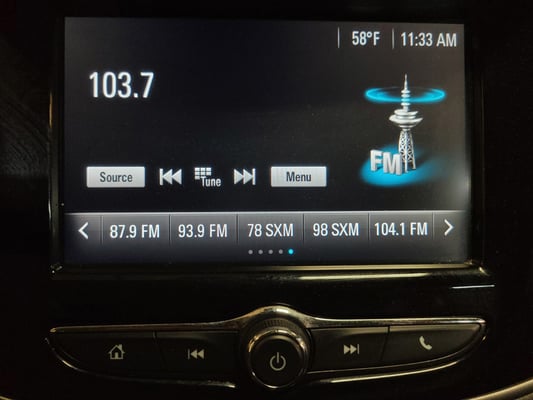 58°F 11:33 AM
103.7
FM
Source Tune Menu
87.9 FM 93.9 FM 78 SXM 98 SXM 104.1 FM